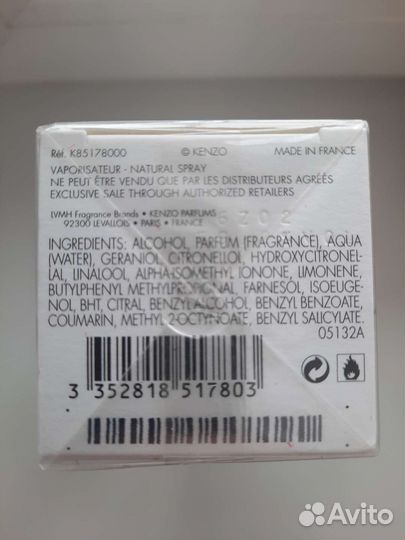 Réf. K85178000 © KENZO MADE IN FRANCE
VAPORISATEUR - NATURAL SPRAY
NE PEUT ÊTRE VENDU QUE PAR LES DISTRIBUTEURS AGRÉÉS
EXCLUSIVE SALE THROUGH AUTHORIZED RETAILERS
LVMH Fragrance Brands • KENZO PARFUMS
92300 LEVALLOIS • PARIS • FRANCE
INGREDIENTS: ALCOHOL, PARFUM (FRAGRANCE), AQUA
(WATER), GERANIOL, CITRONELLOL, HYDROXYCITRONEL-
LAL, LINALOOL, ALPHA-ISOMETHYL IONONE, LIMONENE,
BUTYLPHENYL METHYLPROPIONAL, FARNESOL, ISOEUGE-
NOL, BHT, CITRAL, BENZYL ALCOHOL, BENZYL BENZOATE,
COUMARIN, METHYL 2-OCTYNOATE, BENZYL SALICYLATE.
05132A
3 352818 517803
Avito